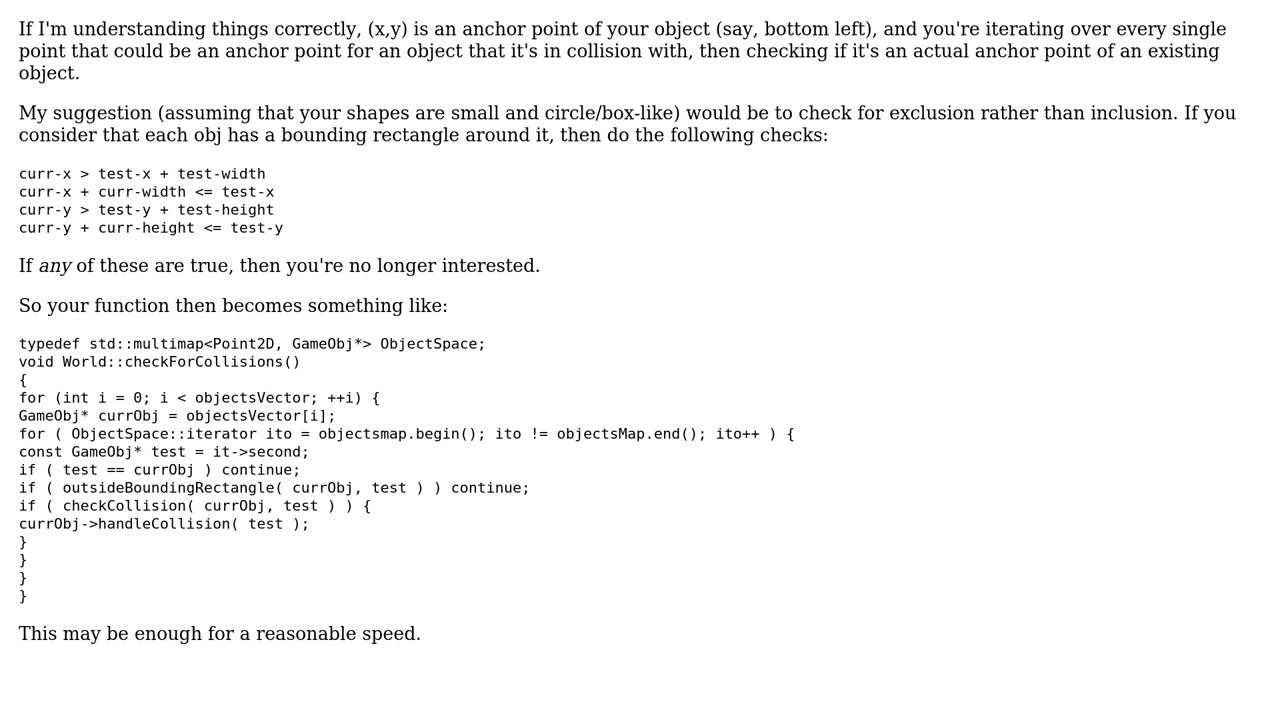 If I'm understanding things correctly, (x,y) is an anchor point of your object (say, bottom left), and you're iterating over every single
point that could be an anchor point for an object that it's in collision with, then checking if it's an actual anchor point of an existing
object.
My suggestion (assuming that your shapes are small and circle/box-like) would be to check for exclusion rather than inclusion. If you
consider that each obj has a bounding rectangle around it, then do the following checks:
curr-x > test-x + test-width
curr-x + curr-width <= test-x
curr-y > test-y + test-height
curr-y + curr-height <= test-y
If any of these are true, then you're no longer interested.
So your function then becomes something like:
typedef std::multimap<Point2D, GameObj*> ObjectSpace;
void World::checkForCollisions()
{
for (int i = 0; i < objectsVector; ++i) {
GameObj* currObj = objectsVector[i];
for ( ObjectSpace::iterator ito = objectsmap.begin(); ito != objectsMap.end(); ito++ ) {
const GameObj* test = it->second;
if ( test == currObj ) continue;
if ( outsideBoundingRectangle( currObj, test ) ) continue;
if ( checkCollision( currObj, test ) ) {
currObj->handleCollision( test );
}
}
}
}
This may be enough for a reasonable speed.